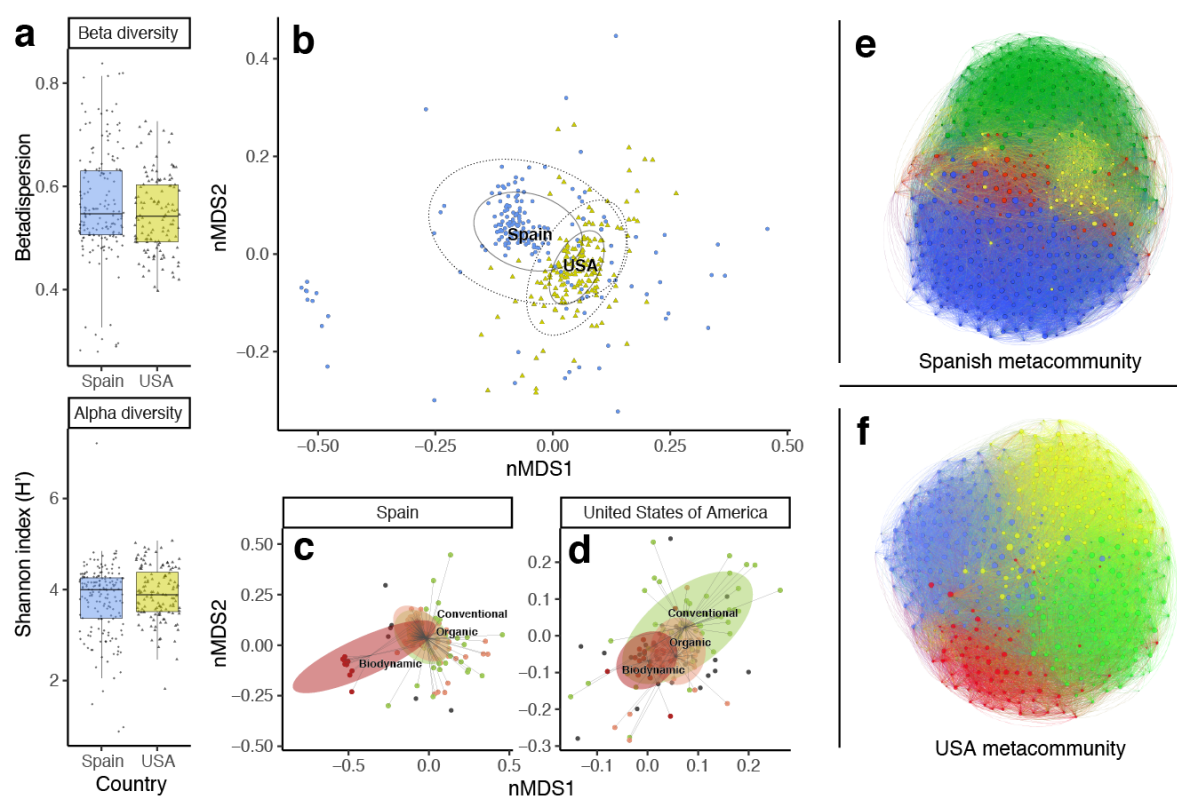 a
Beta diversity
Betadispersion
0.8
0.6
0.4
Spain
USA
Alpha diversity
Shannon index (H')
6
4
2
Spain
USA
Country
b
nMDS2
0.4
0.2
0.0
−0.2
Spain
USA
−0.50
−0.25
0.00
0.25
0.50
nMDS1
Spain
c
nMDS2
0.50
0.25
0.00
−0.25
−0.50
Conventional
Organic
Biodynamic
−0.5
0.0
0.5
United States of America
d
0.2
0.1
0.0
−0.1
−0.2
−0.3
Conventional
Organic
Biodynamic
−0.1
0.0
0.1
0.2
nMDS1
e
Spanish metacommunity
f
USA metacommunity